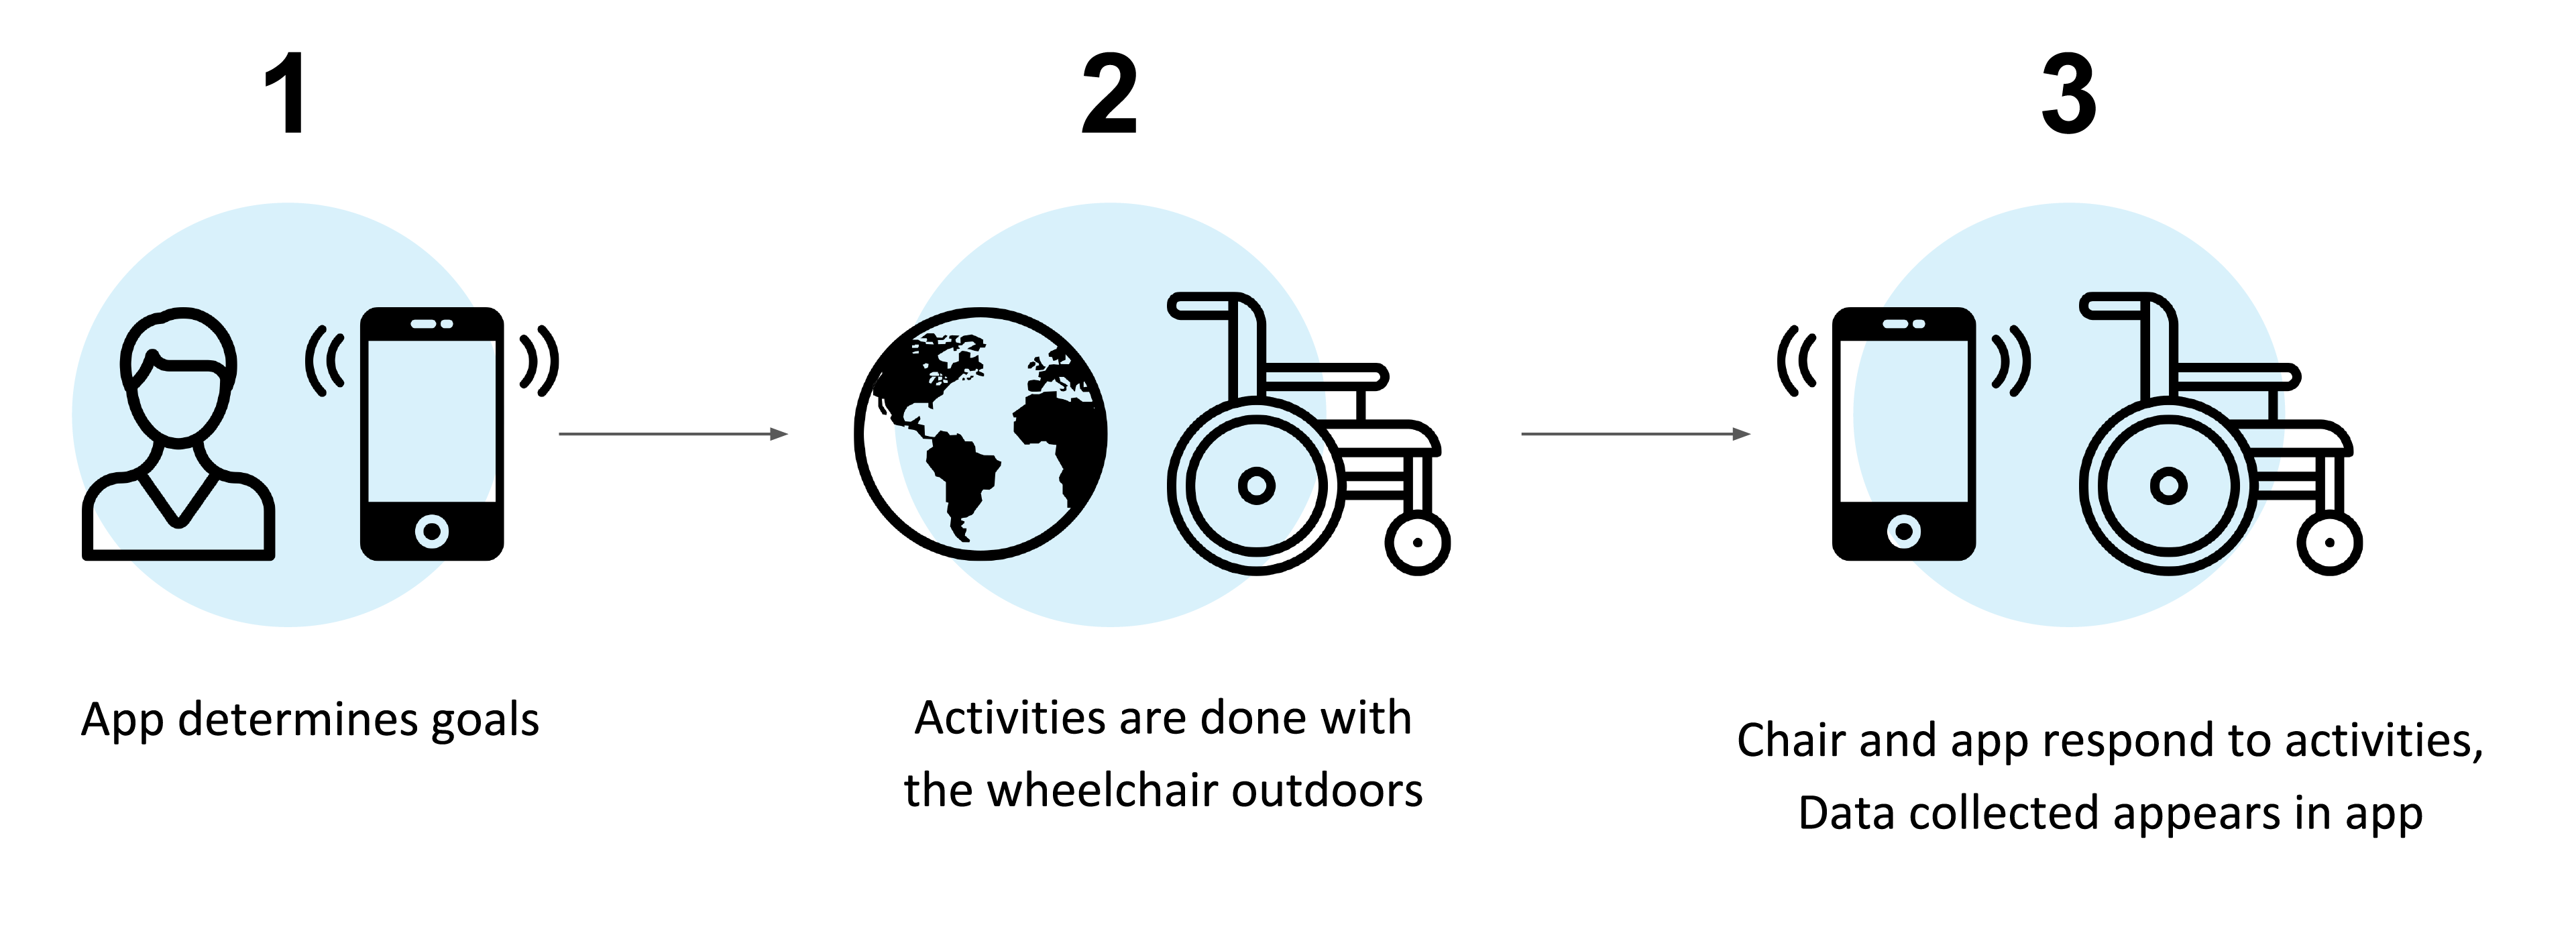 1
2
3
App determines goals
Activities are done with
the wheelchair outdoors
Chair and app respond to activities,
Data collected appears in app